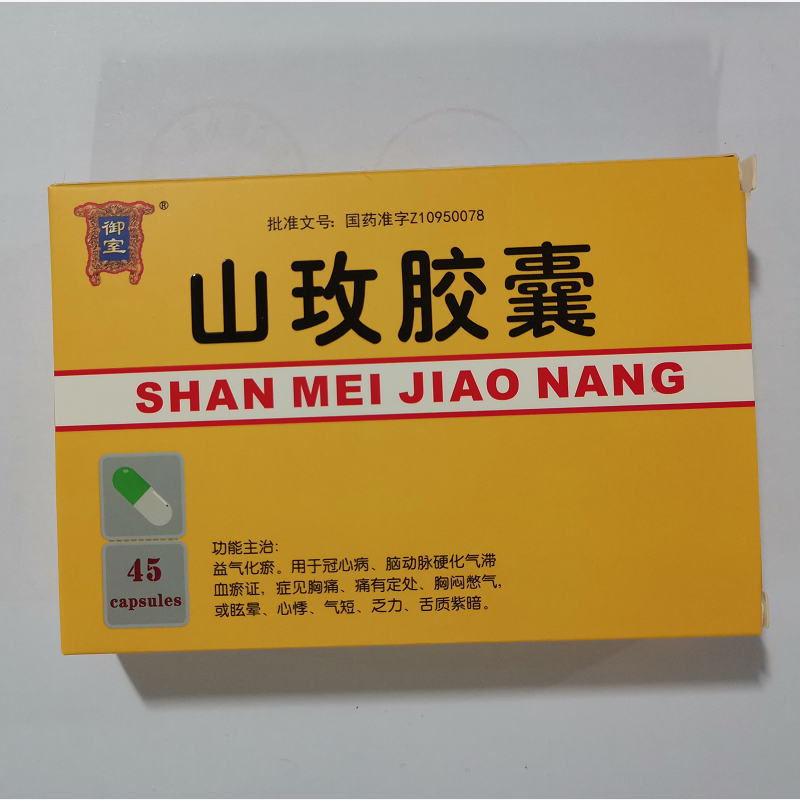 御室
®
批准文号：国药准字Z10950078
山玫胶囊
SHAN MEI JIAO NANG
45
capsules
功能主治：
益气化瘀。用于冠心病、脑动脉硬化气滞
血瘀证，症见胸痛、痛有定处、胸闷憋气，
或眩晕、心悸、气短、乏力、舌质紫暗。